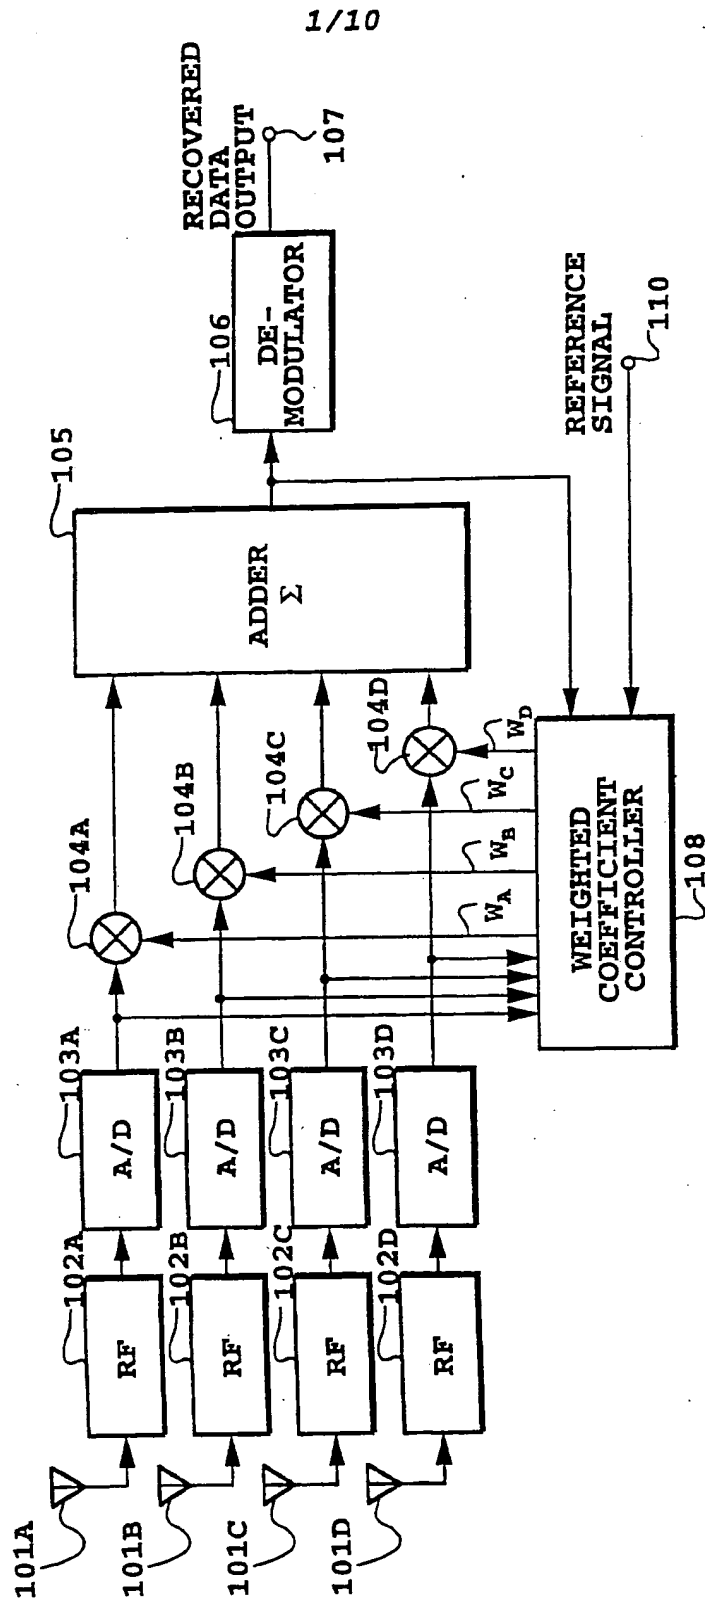 1/10
101A
101B
101C
101D
102A
RF
102B
RF
102C
RF
102D
RF
103A
A/D
103B
A/D
103C
A/D
103D
A/D
104A
104B
104C
104D
WA
WB
WC
WD
105
ADDER
Σ
106
DE-
MODULATOR
RECOVERED
DATA
OUTPUT
107
WEIGHTED
COEFFICIENT
CONTROLLER
108
REFERENCE
SIGNAL
110